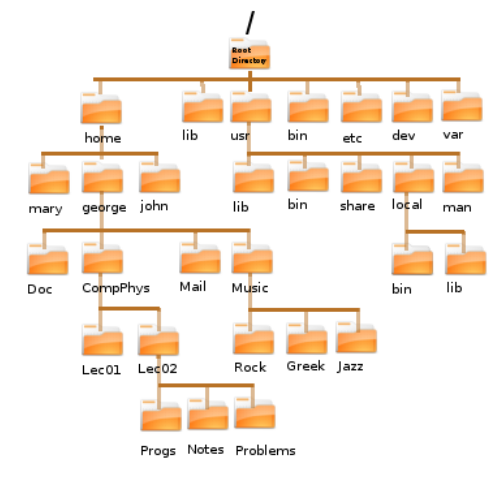 /
Root
Directory
home lib usr bin etc dev var
mary george john lib bin share local man
Doc CompPhys Mail Music bin lib
Lec01 Lec02 Rock Greek Jazz
Progs Notes Problems